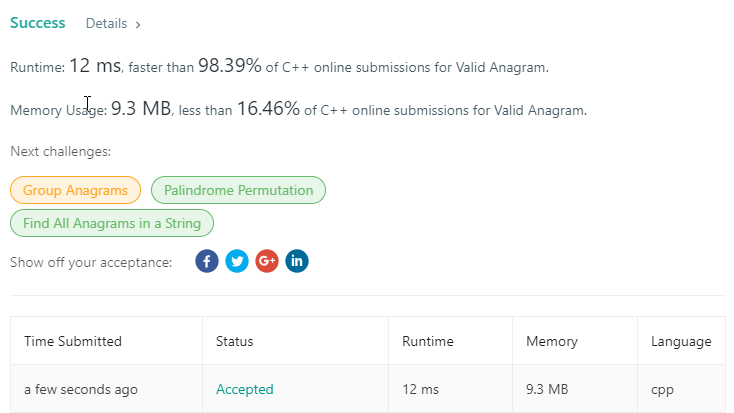 Success Details >
Runtime: 12 ms, faster than 98.39% of C++ online submissions for Valid Anagram.
Memory Usage: 9.3 MB, less than 16.46% of C++ online submissions for Valid Anagram.
Next challenges:
Group Anagrams Palindrome Permutation
Find All Anagrams in a String
Show off your acceptance: f G+ in
Time Submitted Status Runtime Memory Language
a few seconds ago Accepted 12 ms 9.3 MB cpp